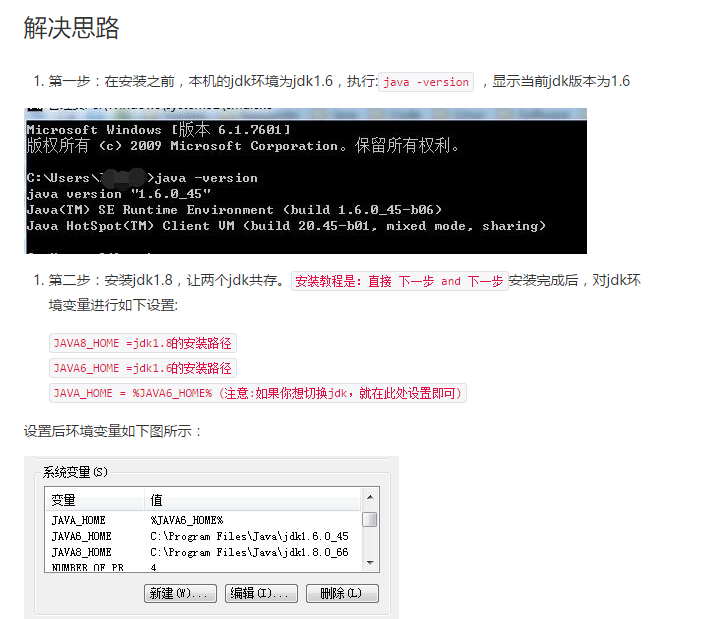 解决思路
1. 第一步：在安装之前，本机的jdk环境为jdk1.6，执行: java -version ，显示当前jdk版本为1.6
Microsoft Windows [版本 6.1.7601]
版权所有 (c) 2009 Microsoft Corporation。保留所有权利。
C:\Users\ >java -version
java version "1.6.0_45"
Java(TM) SE Runtime Environment (build 1.6.0_45-b06)
Java HotSpot(TM) Client VM (build 20.45-b01, mixed mode, sharing)
1. 第二步：安装jdk1.8，让两个jdk共存。 安装教程是: 直接 下一步 and 下一步 安装完成后，对jdk环
境变量进行如下设置:
JAVA8_HOME =jdk1.8的安装路径
JAVA6_HOME =jdk1.6的安装路径
JAVA_HOME = %JAVA6_HOME% (注意:如果你想切换jdk，就在此处设置即可)
设置后环境变量如下图所示：
系统变量(S)
变量 值
JAVA_HOME %JAVA6_HOME%
JAVA6_HOME C:\Program Files\Java\jdk1.6.0_45
JAVA8_HOME C:\Program Files\Java\jdk1.8.0_66
NUMBER_OF_PR 4
新建(W)... 编辑(I)... 删除(L)